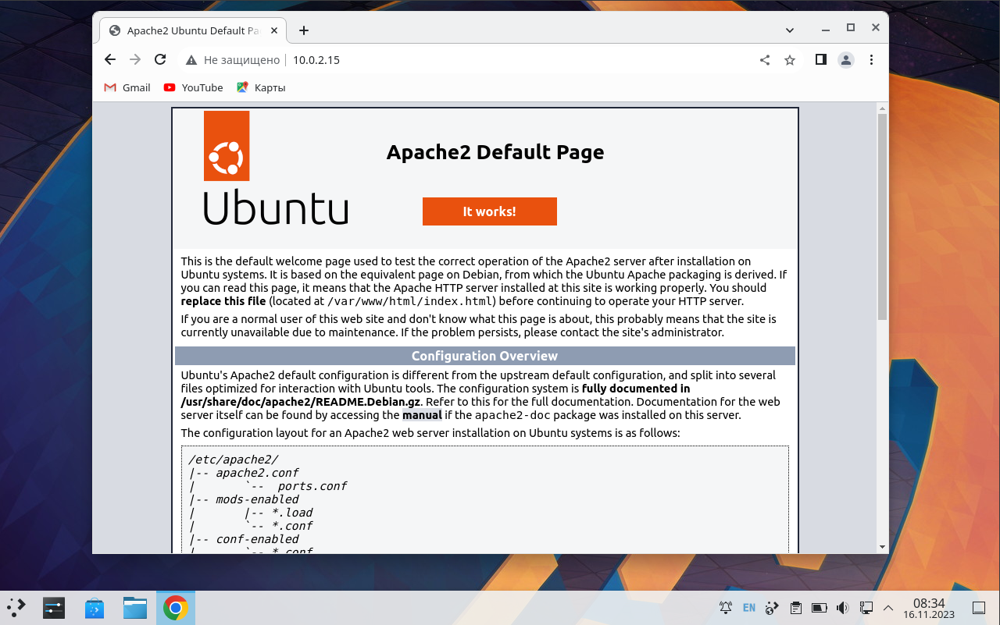 Apache2 Ubuntu Default Pa
Не защищено 10.0.2.15
Gmail YouTube Карты
Apache2 Default Page
Ubuntu
It works!
This is the default welcome page used to test the correct operation of the Apache2 server after installation on
Ubuntu systems. It is based on the equivalent page on Debian, from which the Ubuntu Apache packaging is derived. If
you can read this page, it means that the Apache HTTP server installed at this site is working properly. You should
replace this file (located at /var/www/html/index.html) before continuing to operate your HTTP server.
If you are a normal user of this web site and don't know what this page is about, this probably means that the site is
currently unavailable due to maintenance. If the problem persists, please contact the site's administrator.
Configuration Overview
Ubuntu's Apache2 default configuration is different from the upstream default configuration, and split into several
files optimized for interaction with Ubuntu tools. The configuration system is fully documented in
/usr/share/doc/apache2/README.Debian.gz. Refer to this for the full documentation. Documentation for the web
server itself can be found by accessing the manual if the apache2-doc package was installed on this server.
The configuration layout for an Apache2 web server installation on Ubuntu systems is as follows:
/etc/apache2/
|-- apache2.conf
|       `--  ports.conf
|-- mods-enabled
|       |-- *.load
|       `-- *.conf
|-- conf-enabled
|       `-- *.conf
EN 08:34
16.11.2023